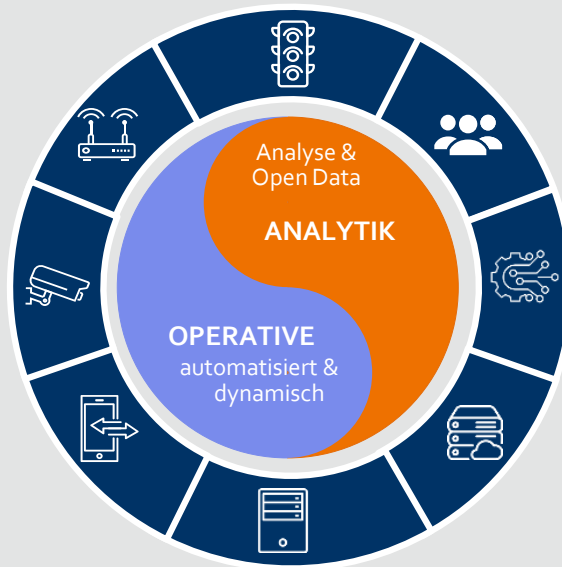 Analyse &
Open Data
ANALYTIK
OPERATIVE
automatisiert &
dynamisch